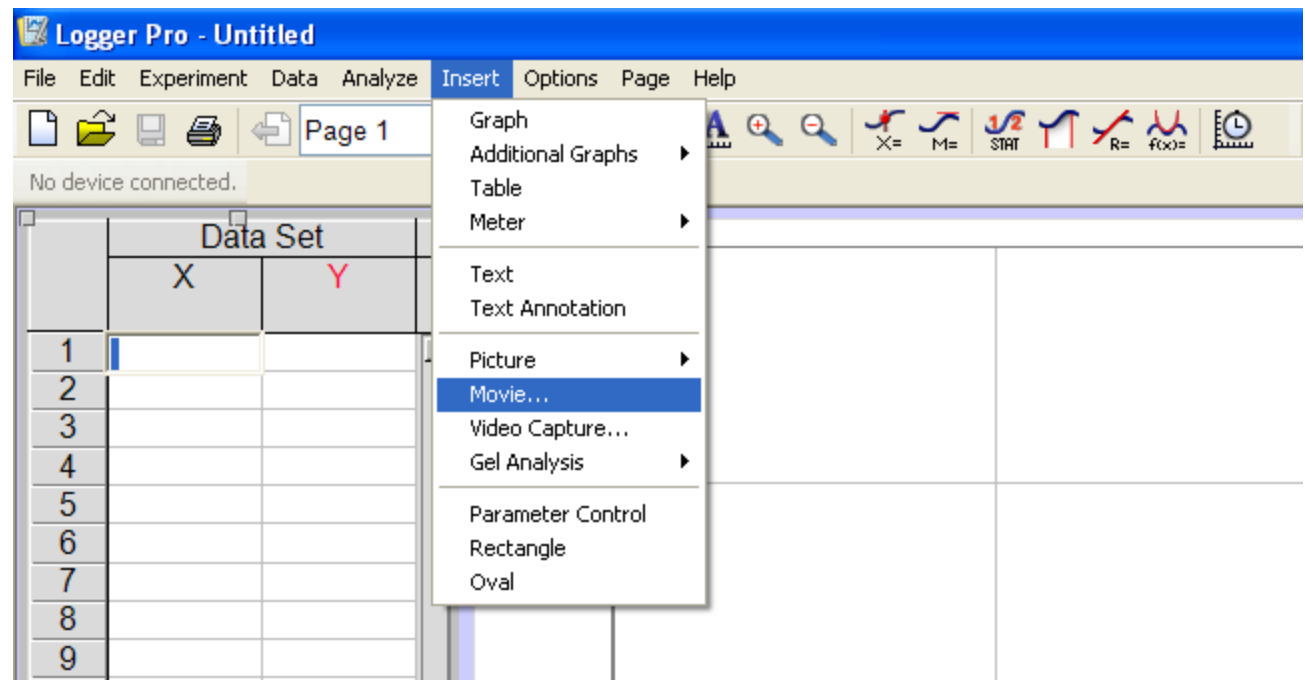 Logger Pro - Untitled
File Edit Experiment Data Analyze Insert Options Page Help
Page 1
A
X= M= 1/2 STAT R= f(x)=
No device connected.
Data Set
X Y
1
2
3
4
5
6
7
8
9
Graph
Additional Graphs
Table
Meter
Text
Text Annotation
Picture
Movie...
Video Capture...
Gel Analysis
Parameter Control
Rectangle
Oval